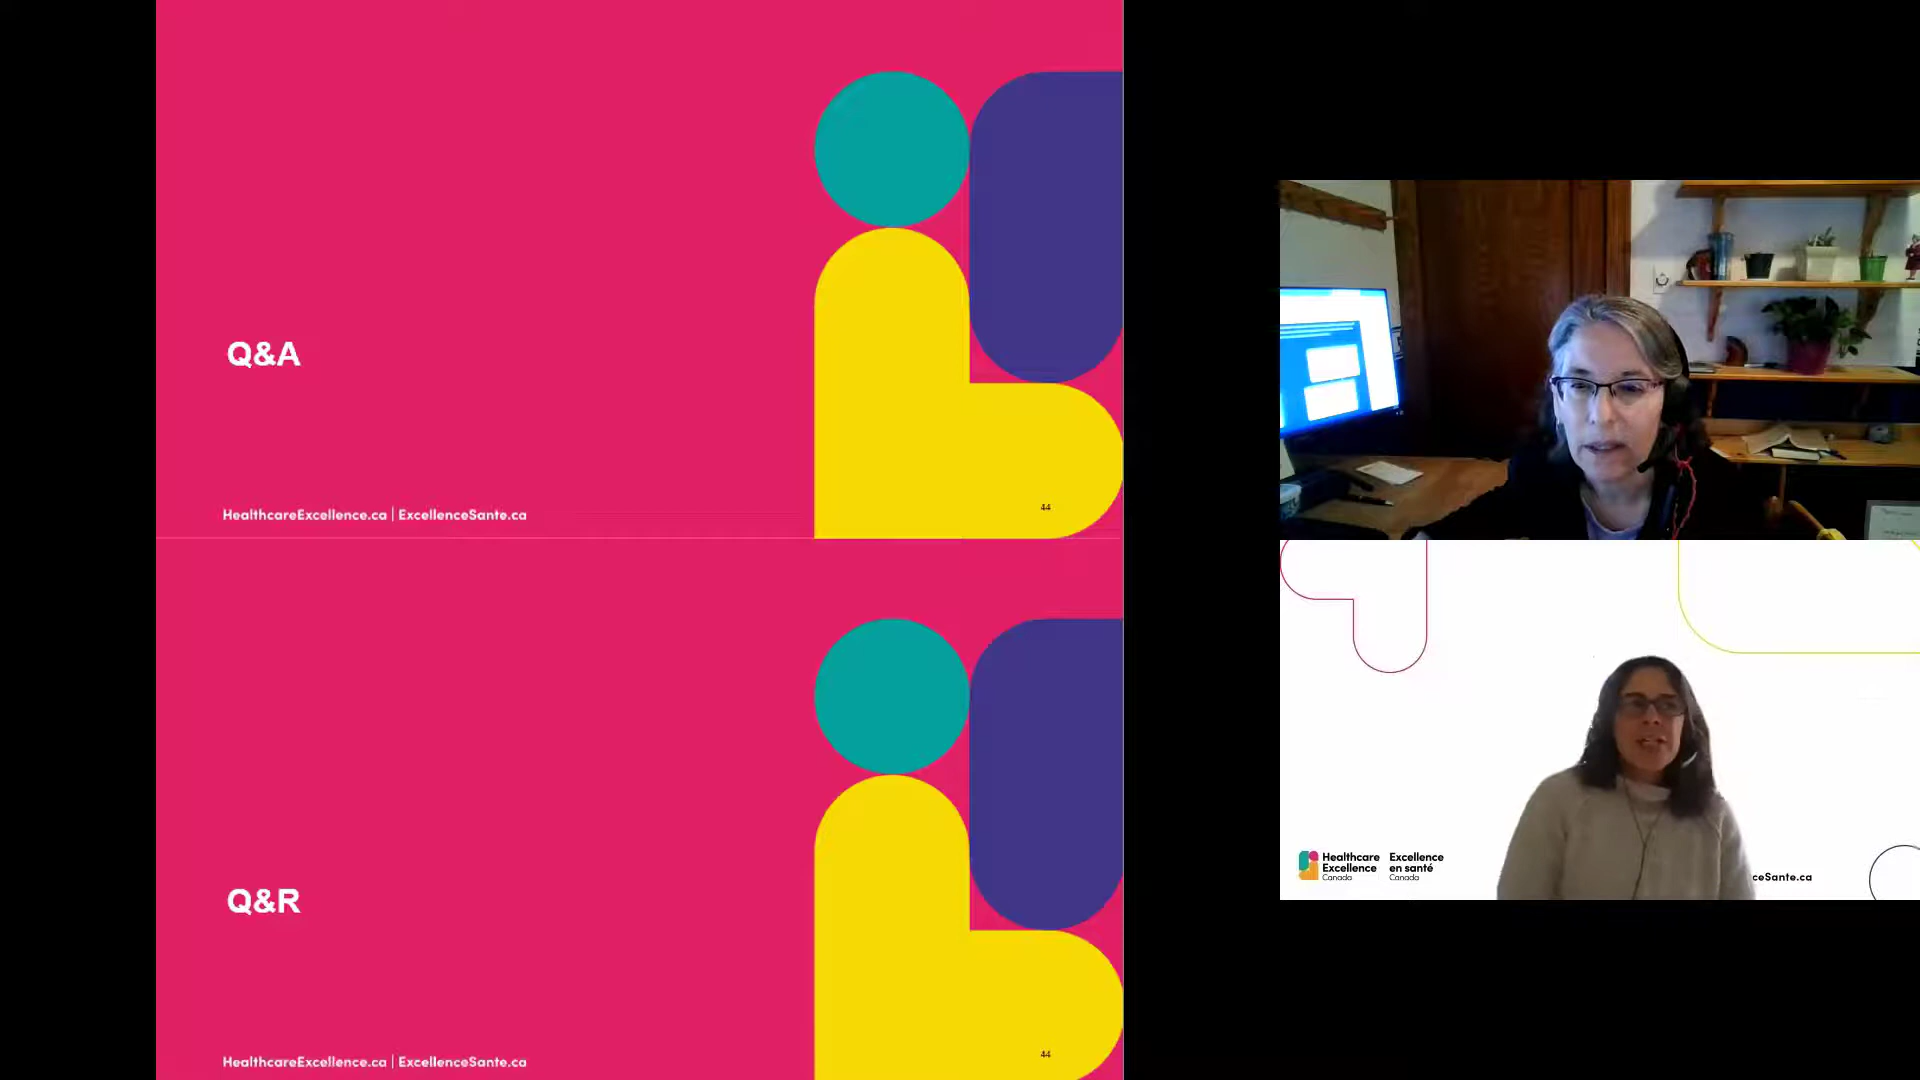 Q&A
HealthcareExcellence.ca | ExcellenceSante.ca
44
Q&R
HealthcareExcellence.ca | ExcellenceSante.ca
44
Healthcare
Excellence
Canada
Excellence
en santé
Canada
ceSante.ca